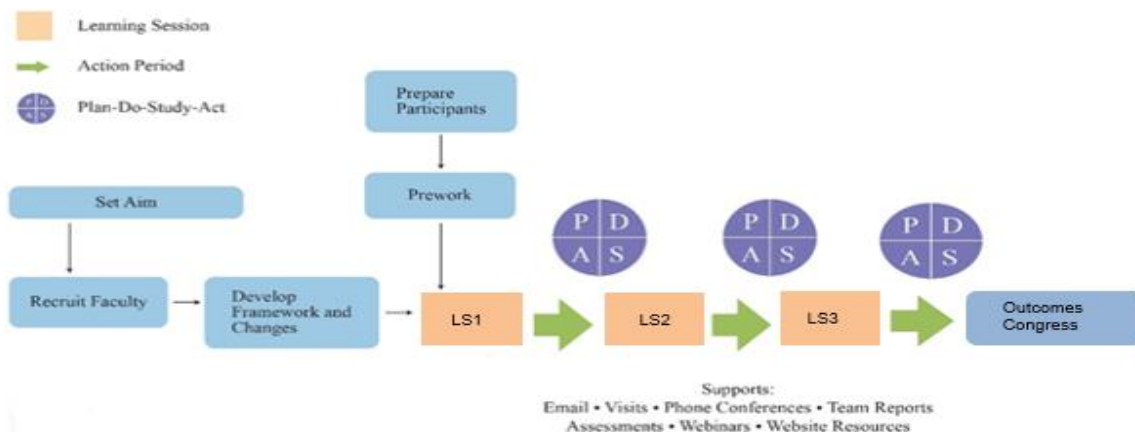 Learning Session
Action Period
P D
A S
Plan-Do-Study-Act
Prepare
Participants
Prework
Set Aim
Recruit Faculty
Develop
Framework and
Changes
P D
A S
P D
A S
P D
A S
LS1
LS2
LS3
Outcomes
Congress
Supports:
Email • Visits • Phone Conferences • Team Reports
Assessments • Webinars • Website Resources